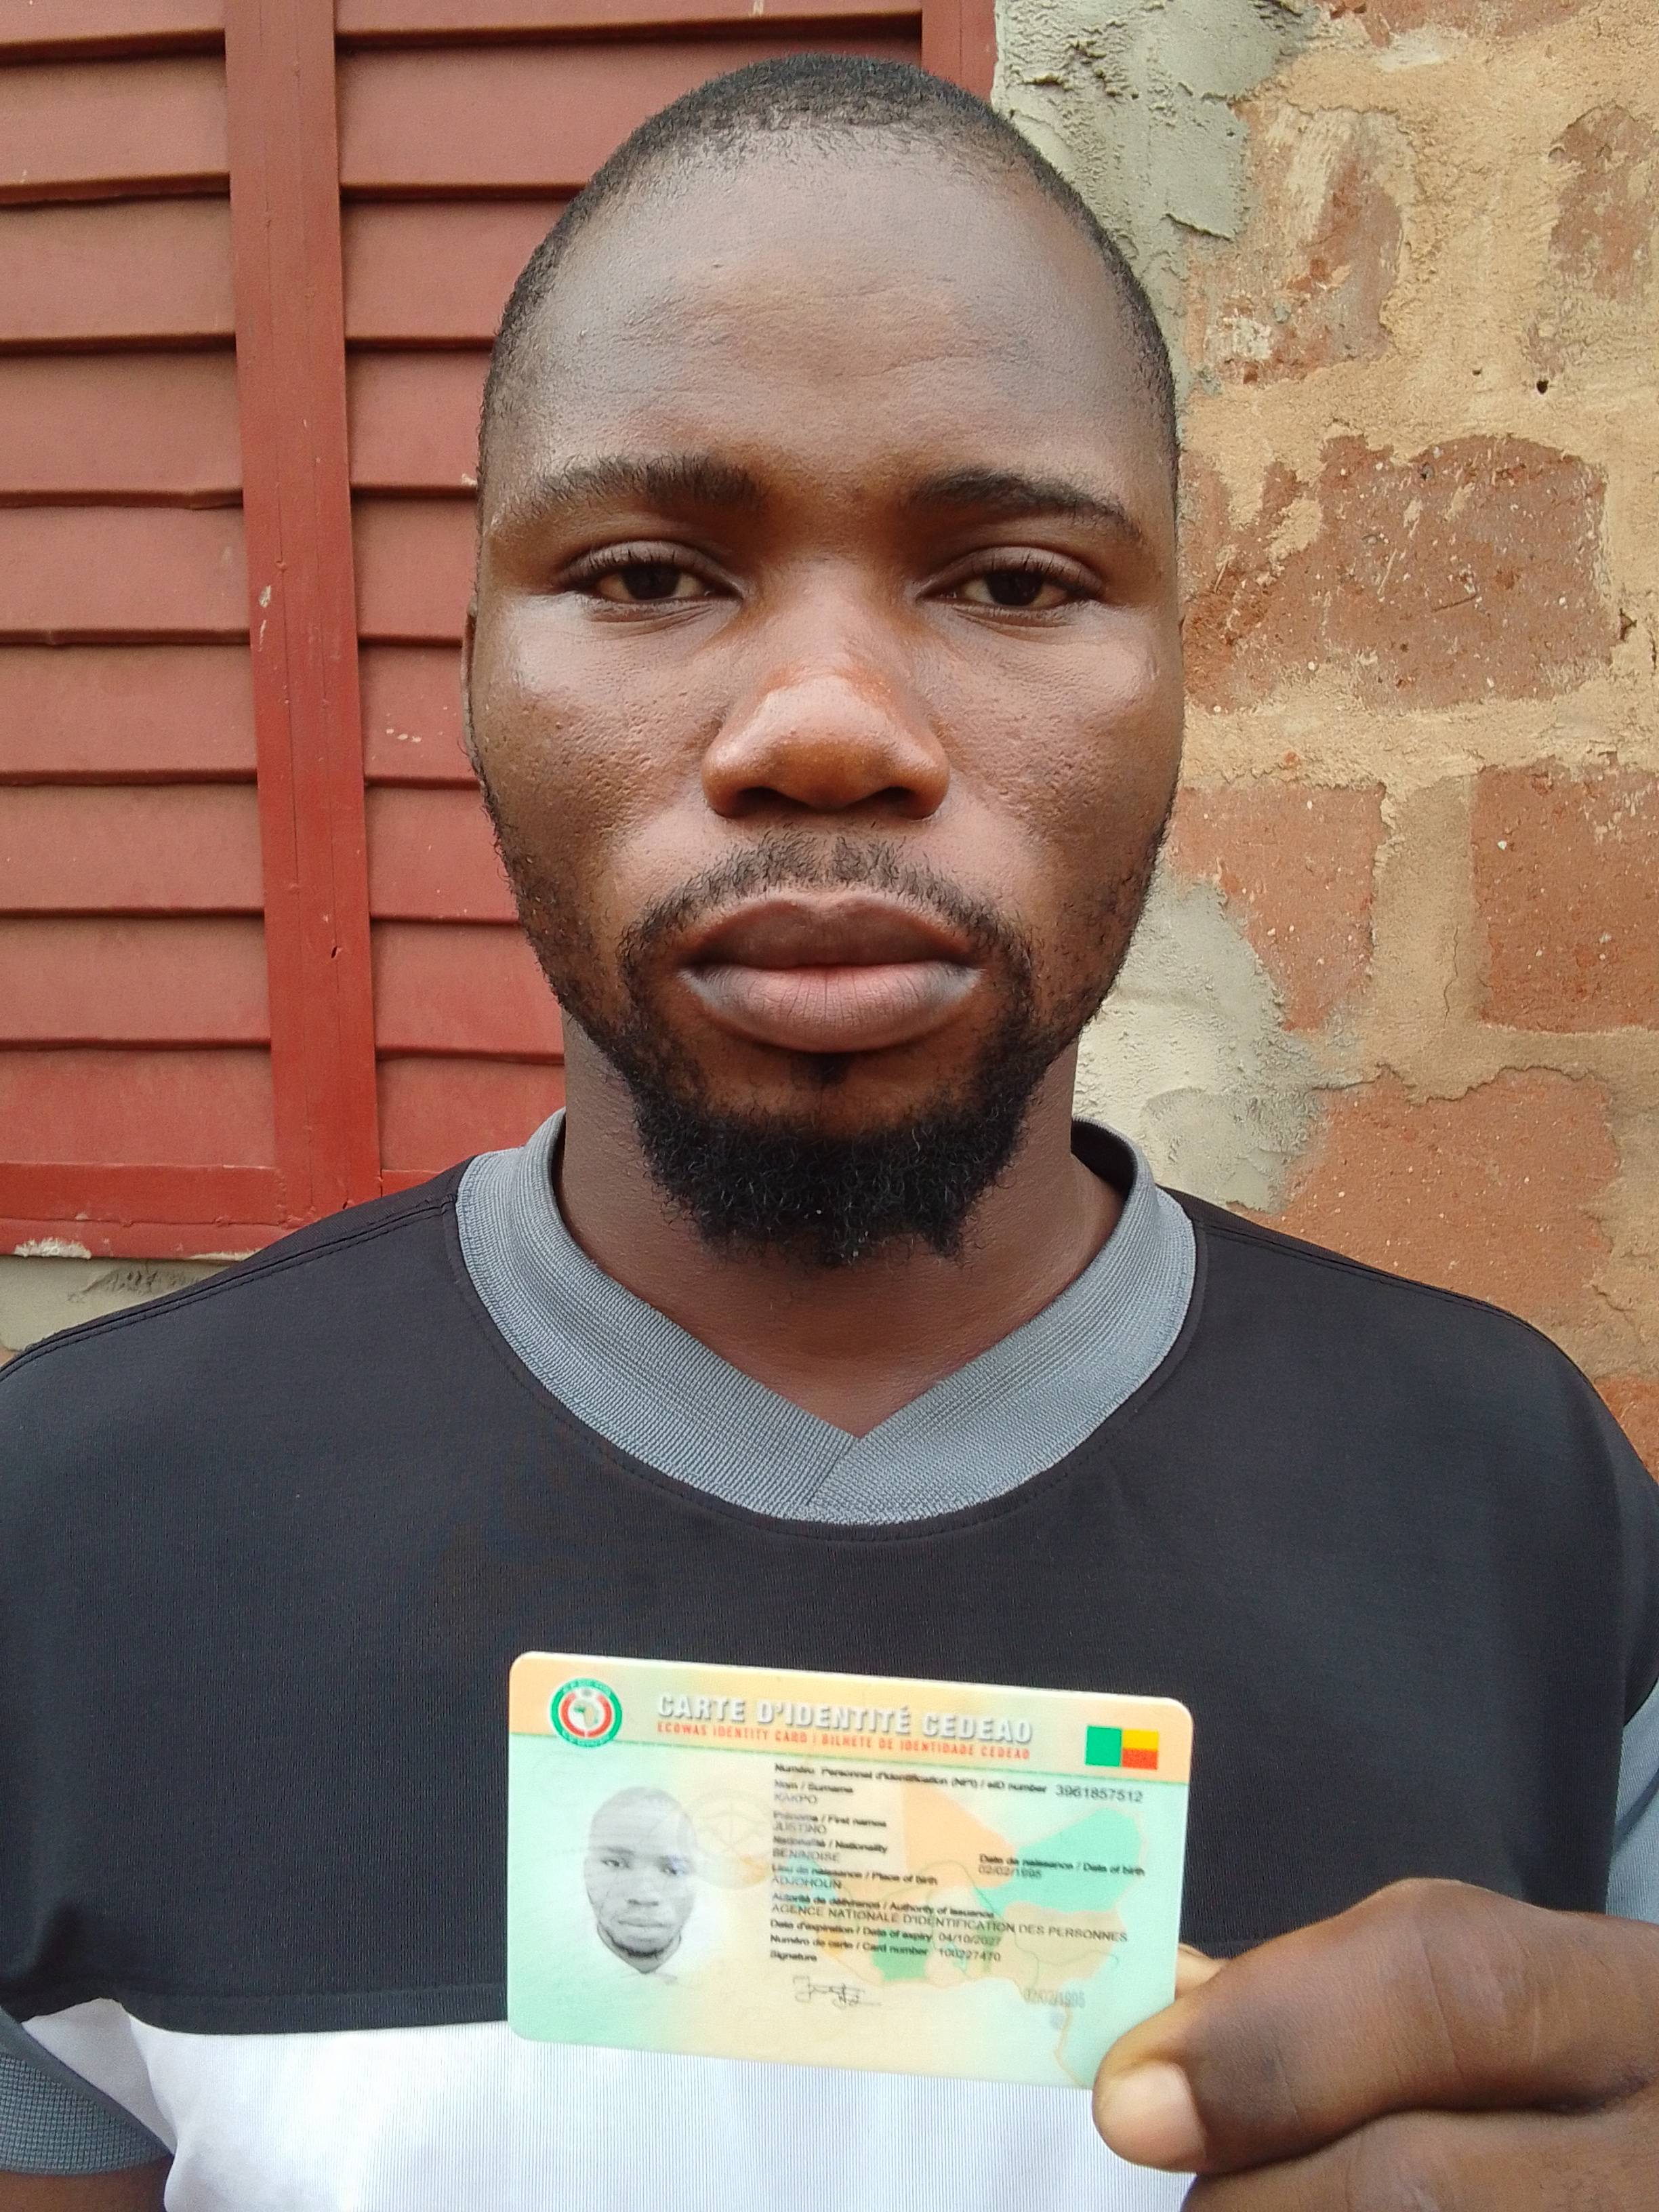 CARTE D'IDENTITÉ CEDEAO
ECOWAS IDENTITY CARD | BILHETE DE IDENTIDADE CEDEAO
Numéro Personnel d'Identification (NPI) / eID number 3961857512
Nom / Surname
KAKPO
Prénoms / First names
JUSTINO
Nationalité / Nationality
BENINOISE
Date de naissance / Date of birth
02/02/1995
Lieu de naissance / Place of birth
ADJOHOUN
Autorité de délivrance / Authority of issuance
AGENCE NATIONALE D'IDENTIFICATION DES PERSONNES
Date d'expiration / Date of expiry 04/10/2027
Numéro de carte / Card number 100227470
Signature
02/02/1995